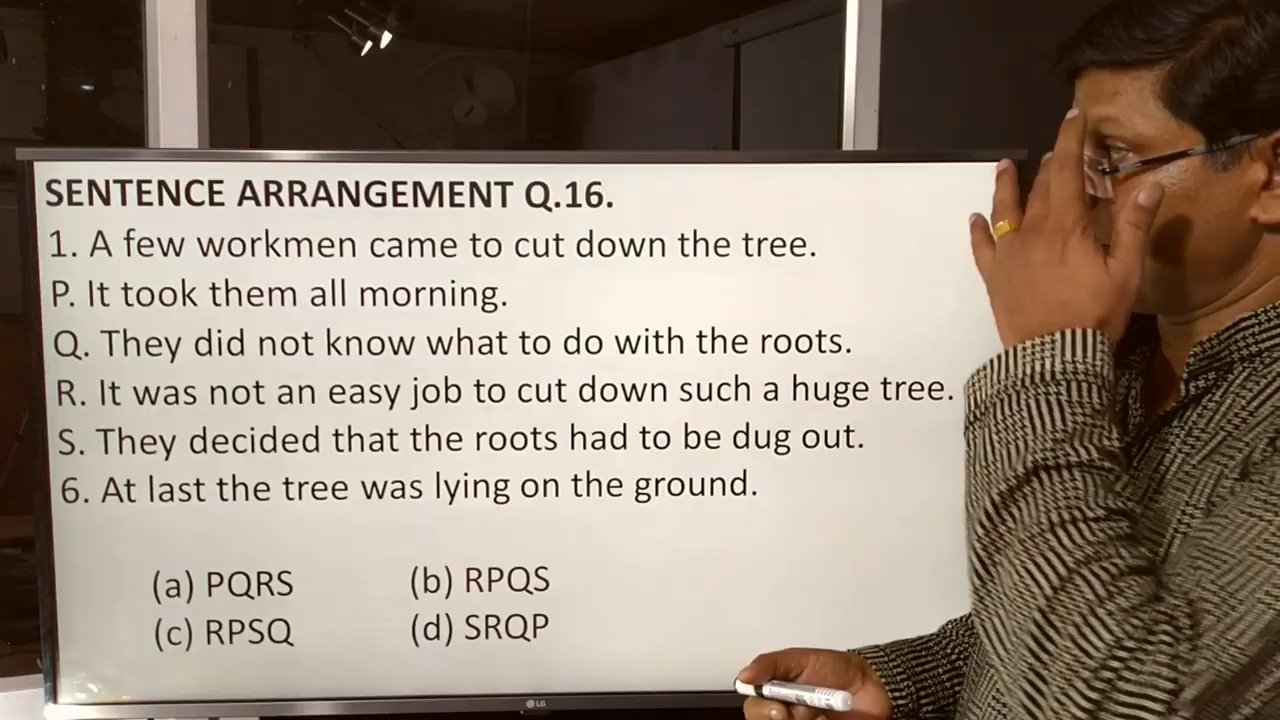 SENTENCE ARRANGEMENT Q.16.
1. A few workmen came to cut down the tree.
P. It took them all morning.
Q. They did not know what to do with the roots.
R. It was not an easy job to cut down such a huge tree.
S. They decided that the roots had to be dug out.
6. At last the tree was lying on the ground.
(a) PQRS (b) RPQS
(c) RPSQ (d) SRQP
LG